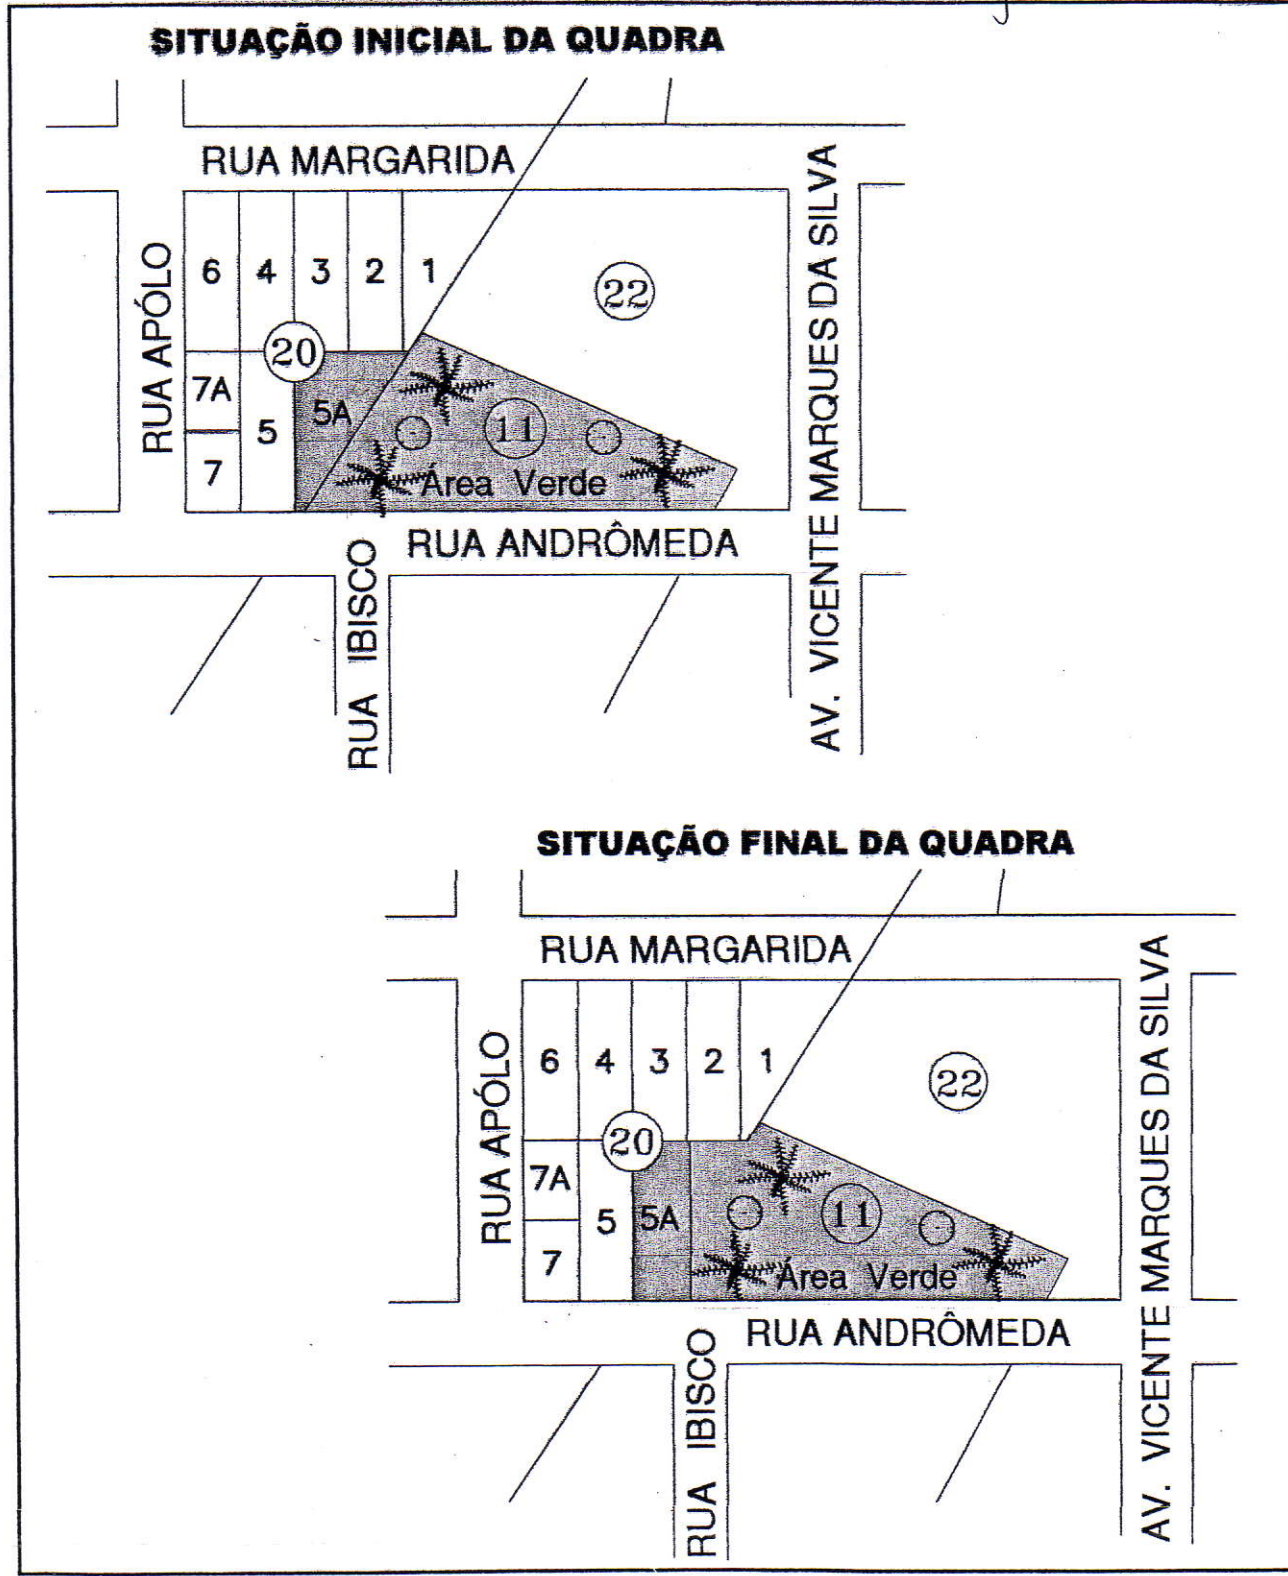 SITUAÇÃO INICIAL DA QUADRA
RUA MARGARIDA
RUA APÓLO
AV. VICENTE MARQUES DA SILVA
6 4 3 2 1
22
20
7A
5A
5
11
7
Área Verde
RUA ANDRÔMEDA
RUA IBISCO
SITUAÇÃO FINAL DA QUADRA
RUA MARGARIDA
RUA APÓLO
AV. VICENTE MARQUES DA SILVA
6 4 3 2 1
22
20
7A
5 5A
11
7
Área Verde
RUA ANDRÔMEDA
RUA IBISCO